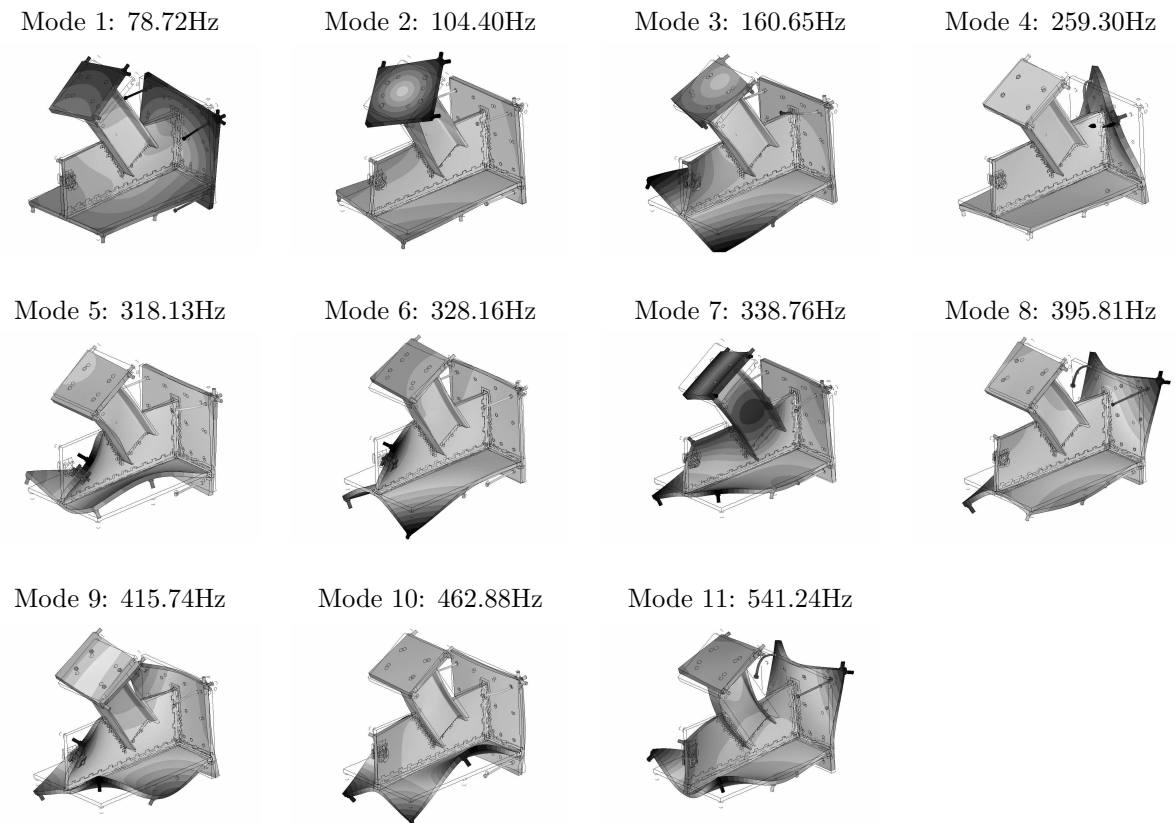 Mode 1: 78.72Hz
Mode 2: 104.40Hz
Mode 3: 160.65Hz
Mode 4: 259.30Hz
Mode 5: 318.13Hz
Mode 6: 328.16Hz
Mode 7: 338.76Hz
Mode 8: 395.81Hz
Mode 9: 415.74Hz
Mode 10: 462.88Hz
Mode 11: 541.24Hz